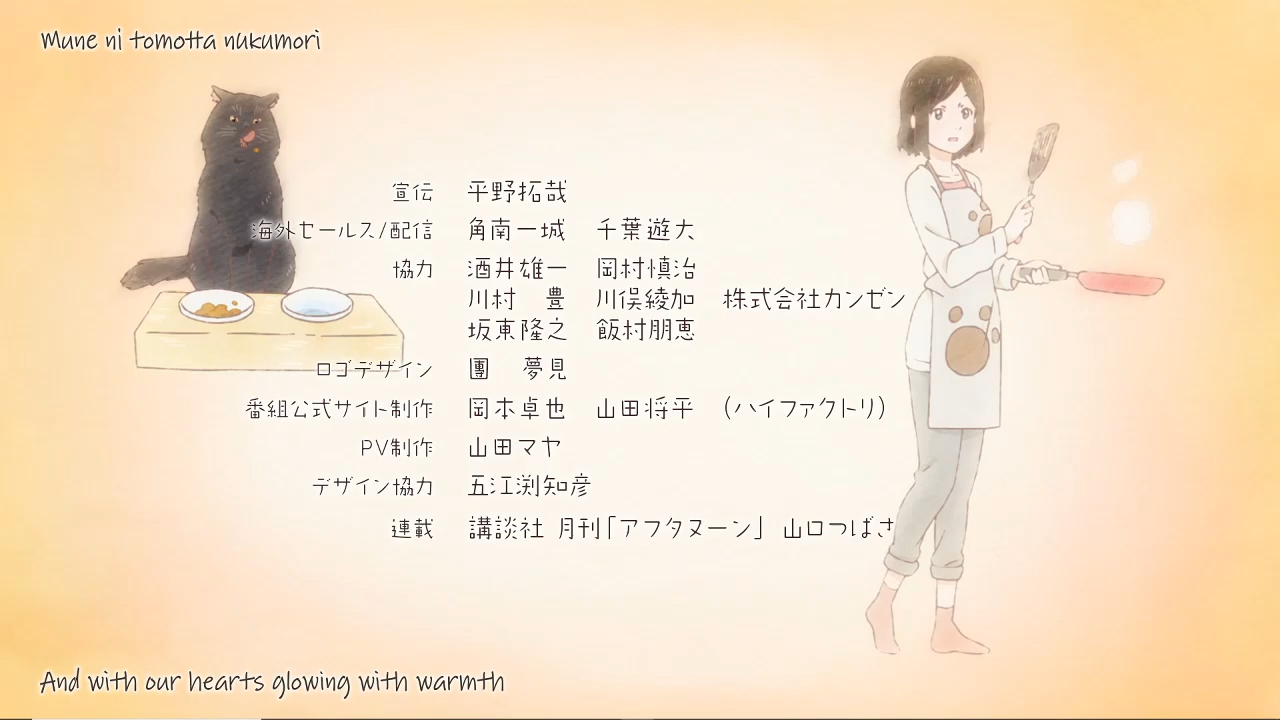 Mune ni tomotta nukumori
宣伝 平野拓哉
海外セールス/配信 角南一城 千葉遊大
協力 酒井雄一 岡村慎治
川村 豊 川俣綾加 株式会社カンゼン
坂東隆之 飯村朋恵
ロゴデザイン 團 夢見
番組公式サイト制作 岡本卓也 山田将平 (ハイファクトリ)
PV制作 山田マヤ
デザイン協力 五江渕知彦
連載 講談社 月刊「アフタヌーン」 山口つばさ
And with our hearts glowing with warmth